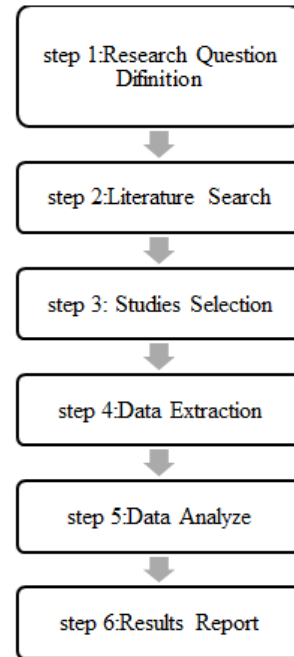 step 1:Research Question
Difinition
step 2:Literature Search
step 3: Studies Selection
step 4:Data Extraction
step 5:Data Analyze
step 6:Results Report